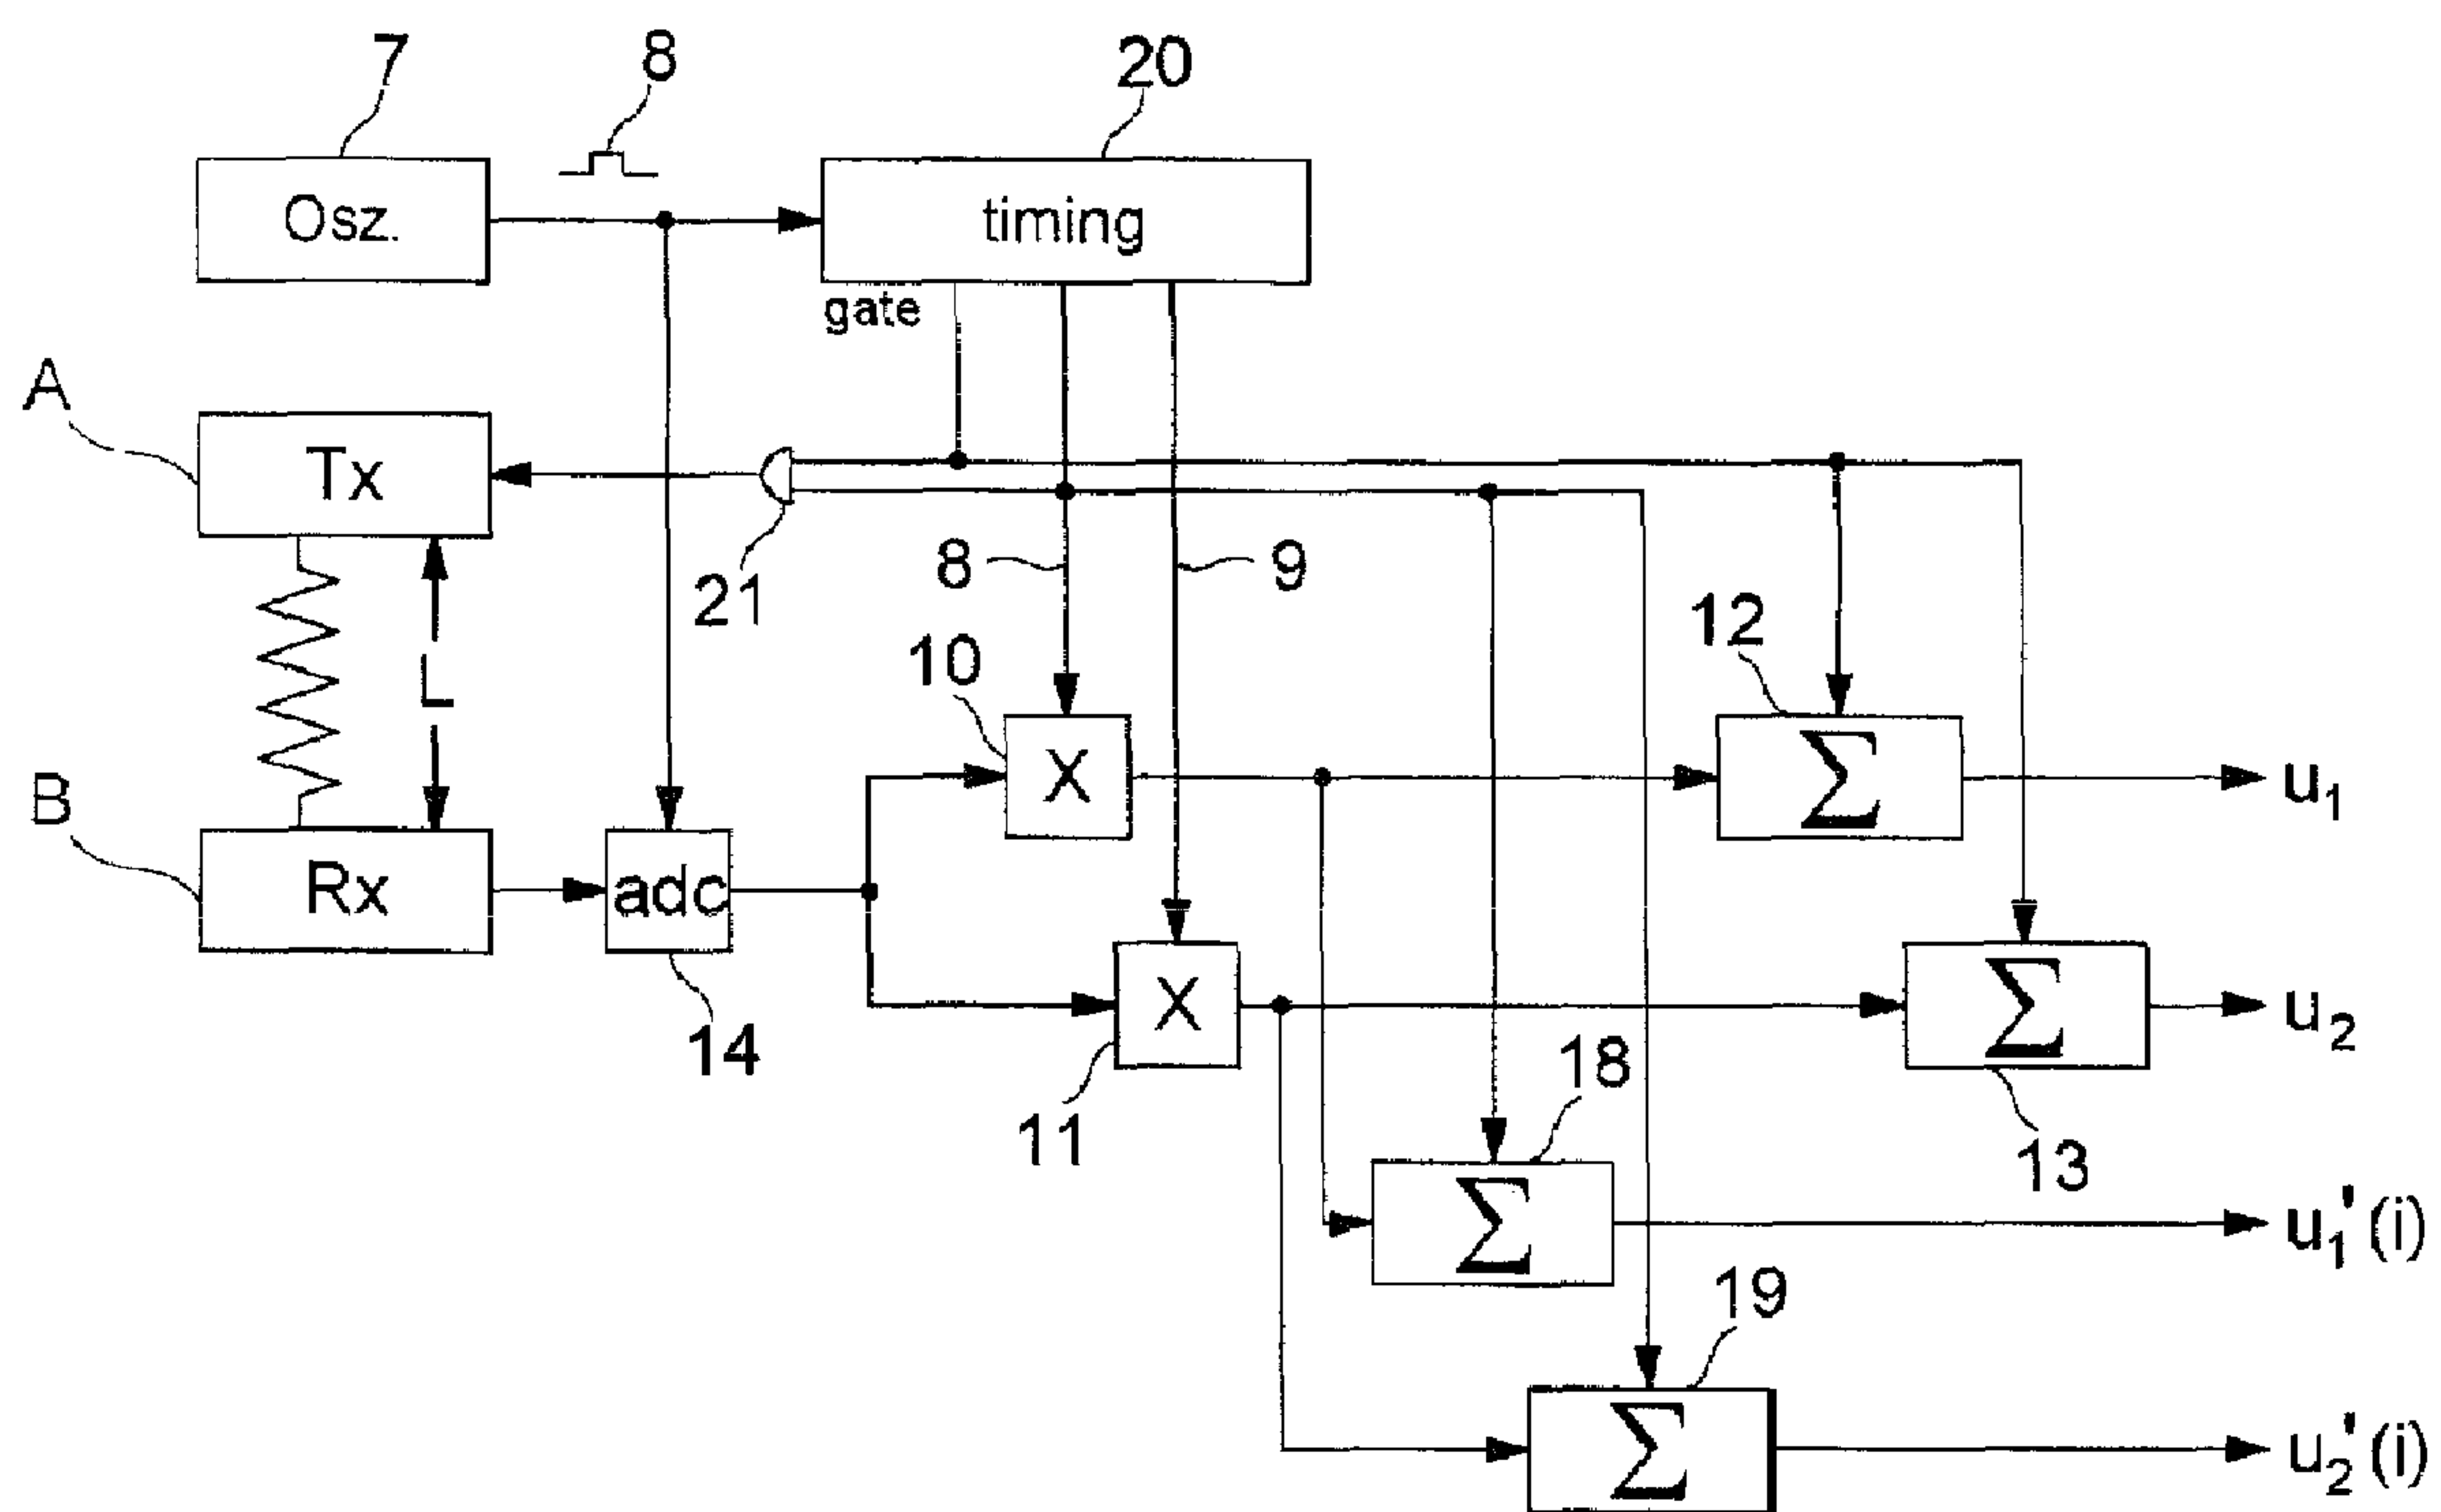 7
8
20
Osz.
timing
gate
A
Tx
21
8
9
L
12
10
X
Σ
u1
B
Rx
adc
14
X
11
Σ
u2
18
13
Σ
u1'(i)
19
Σ
u2'(i)